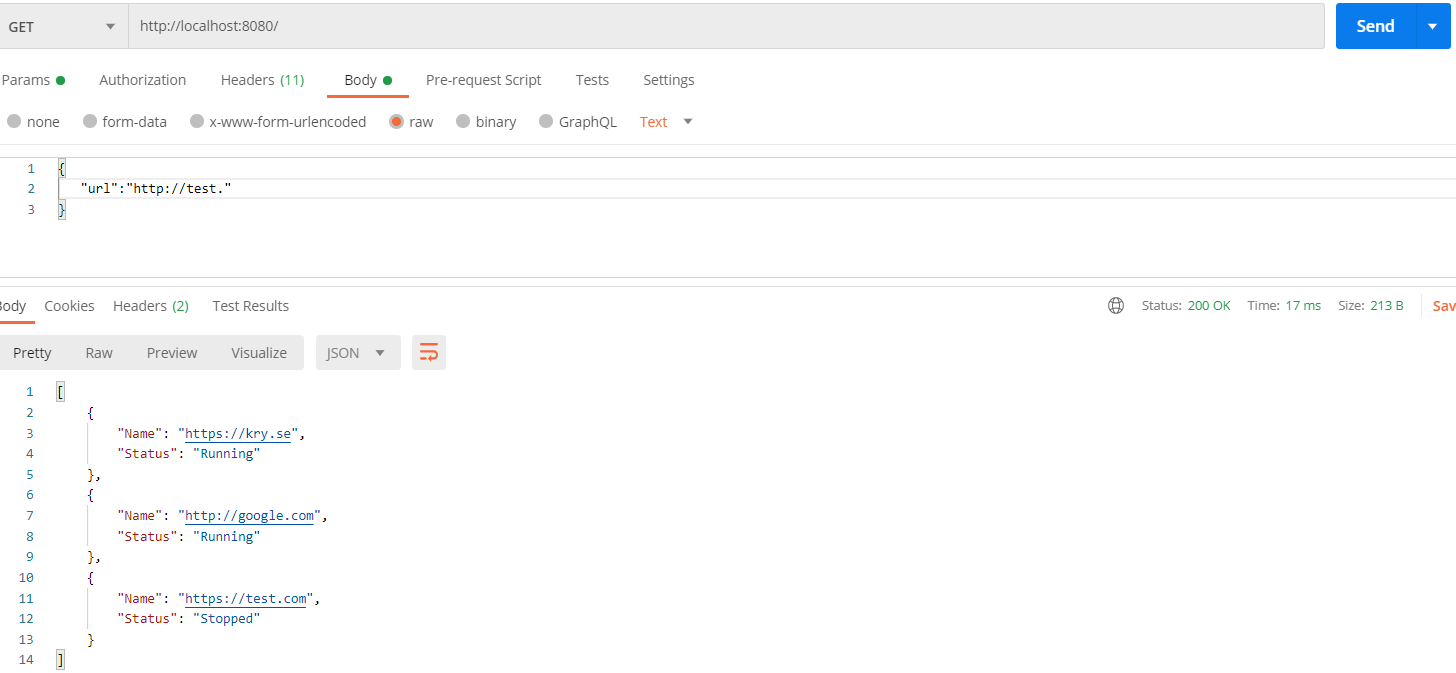 GET http://localhost:8080/ Send
Params Authorization Headers (11) Body Pre-request Script Tests Settings
none form-data x-www-form-urlencoded raw binary GraphQL Text
1 {
2 "url":"http://test."
3 }
Body Cookies Headers (2) Test Results Status: 200 OK Time: 17 ms Size: 213 B Sav
Pretty Raw Preview Visualize JSON
1 [
2 {
3 "Name": "https://kry.se",
4 "Status": "Running"
5 },
6 {
7 "Name": "http://google.com",
8 "Status": "Running"
9 },
10 {
11 "Name": "https://test.com",
12 "Status": "Stopped"
13 }
14 ]